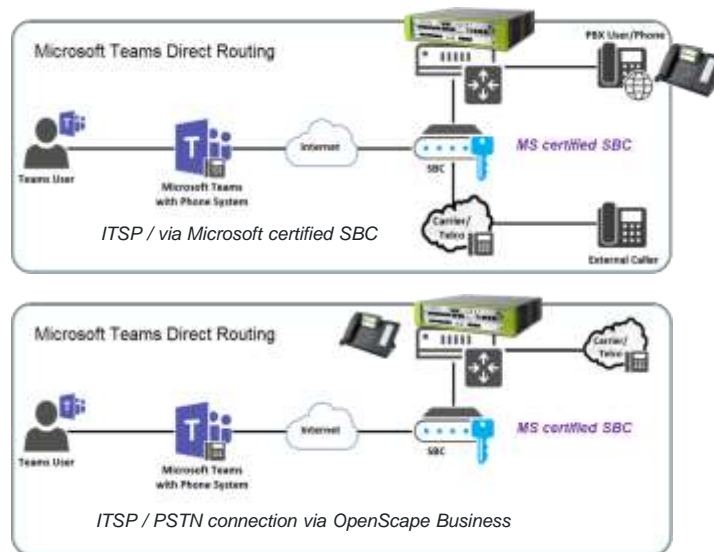 Microsoft Teams Direct Routing
PBX User/Phone
Internet
MS certified SBC
SBC
Teams User
Microsoft Teams
with Phone System
Carrier/
Telco
ITSP / via Microsoft certified SBC
External Caller
Microsoft Teams Direct Routing
Carrier/
Telco
Internet
MS certified SBC
SBC
Teams User
Microsoft Teams
with Phone System
ITSP / PSTN connection via OpenScape Business